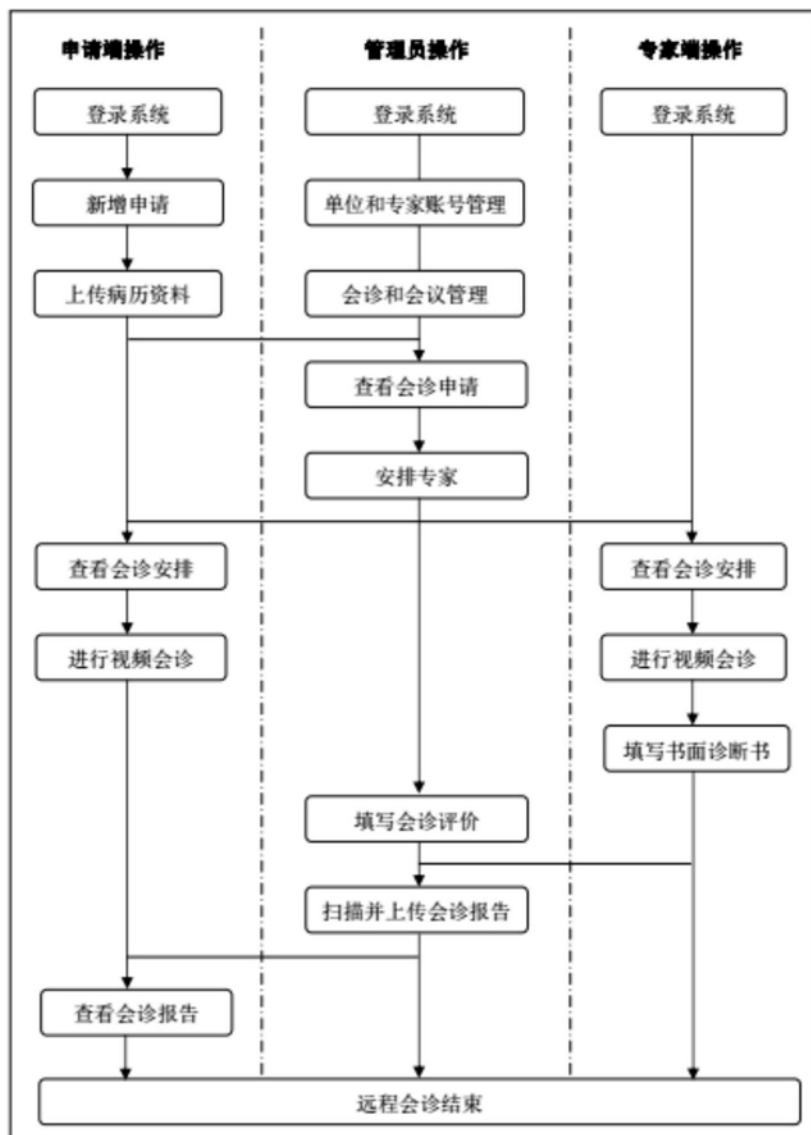 申请端操作
管理员操作
专家端操作
登录系统
登录系统
登录系统
新增申请
单位和专家账号管理
上传病历资料
会诊和会议管理
查看会诊申请
安排专家
查看会诊安排
查看会诊安排
进行视频会诊
进行视频会诊
填写书面诊断书
填写会诊评价
扫描并上传会诊报告
查看会诊报告
远程会诊结束